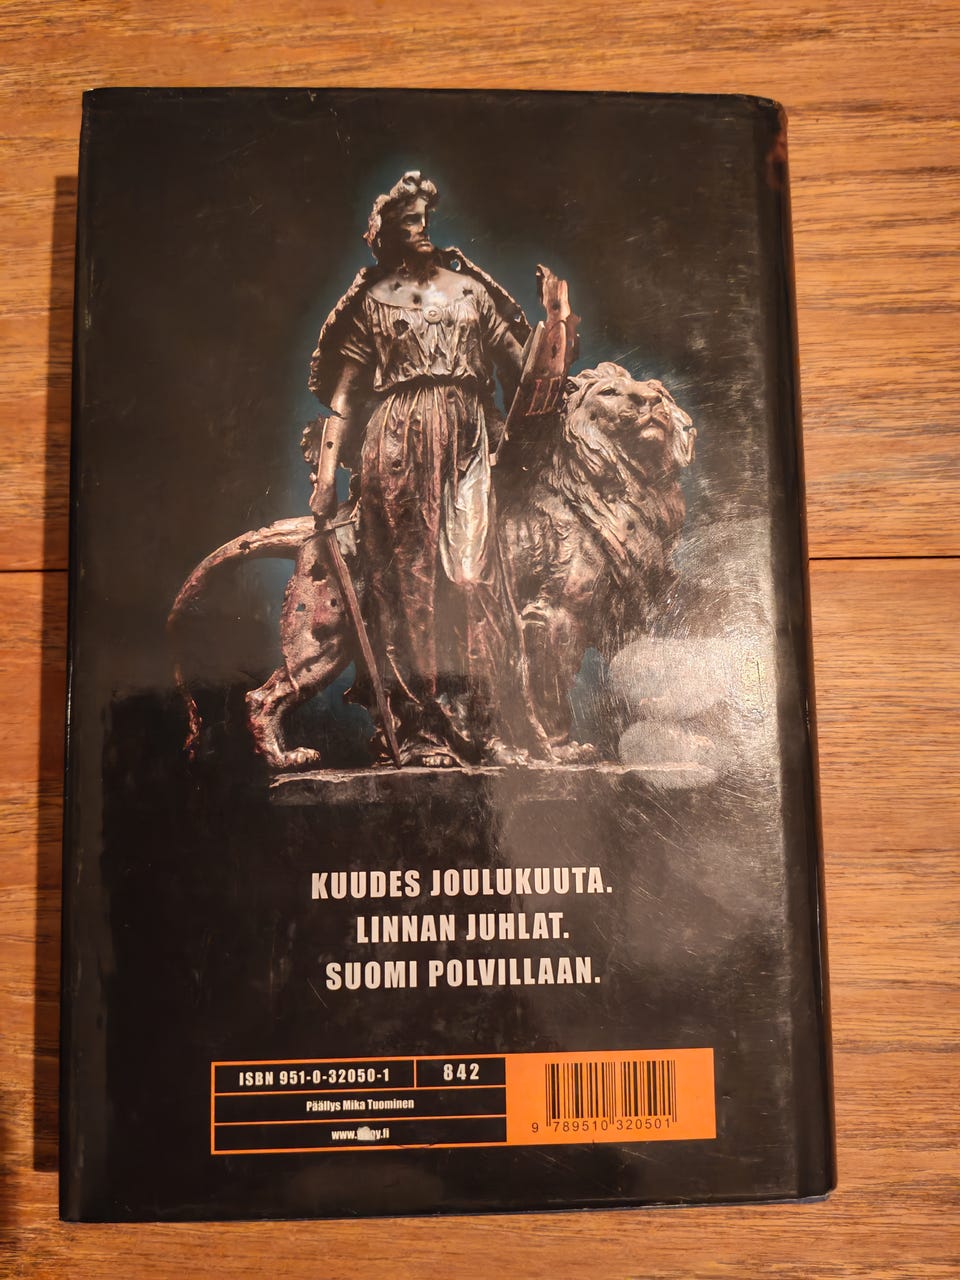 KUUDES JOULUKUUTA.
LINNAN JUHLAT.
SUOMI POLVILLAAN.
ISBN 951-0-32050-1
842
Päällys Mika Tuominen
9 789510 320501